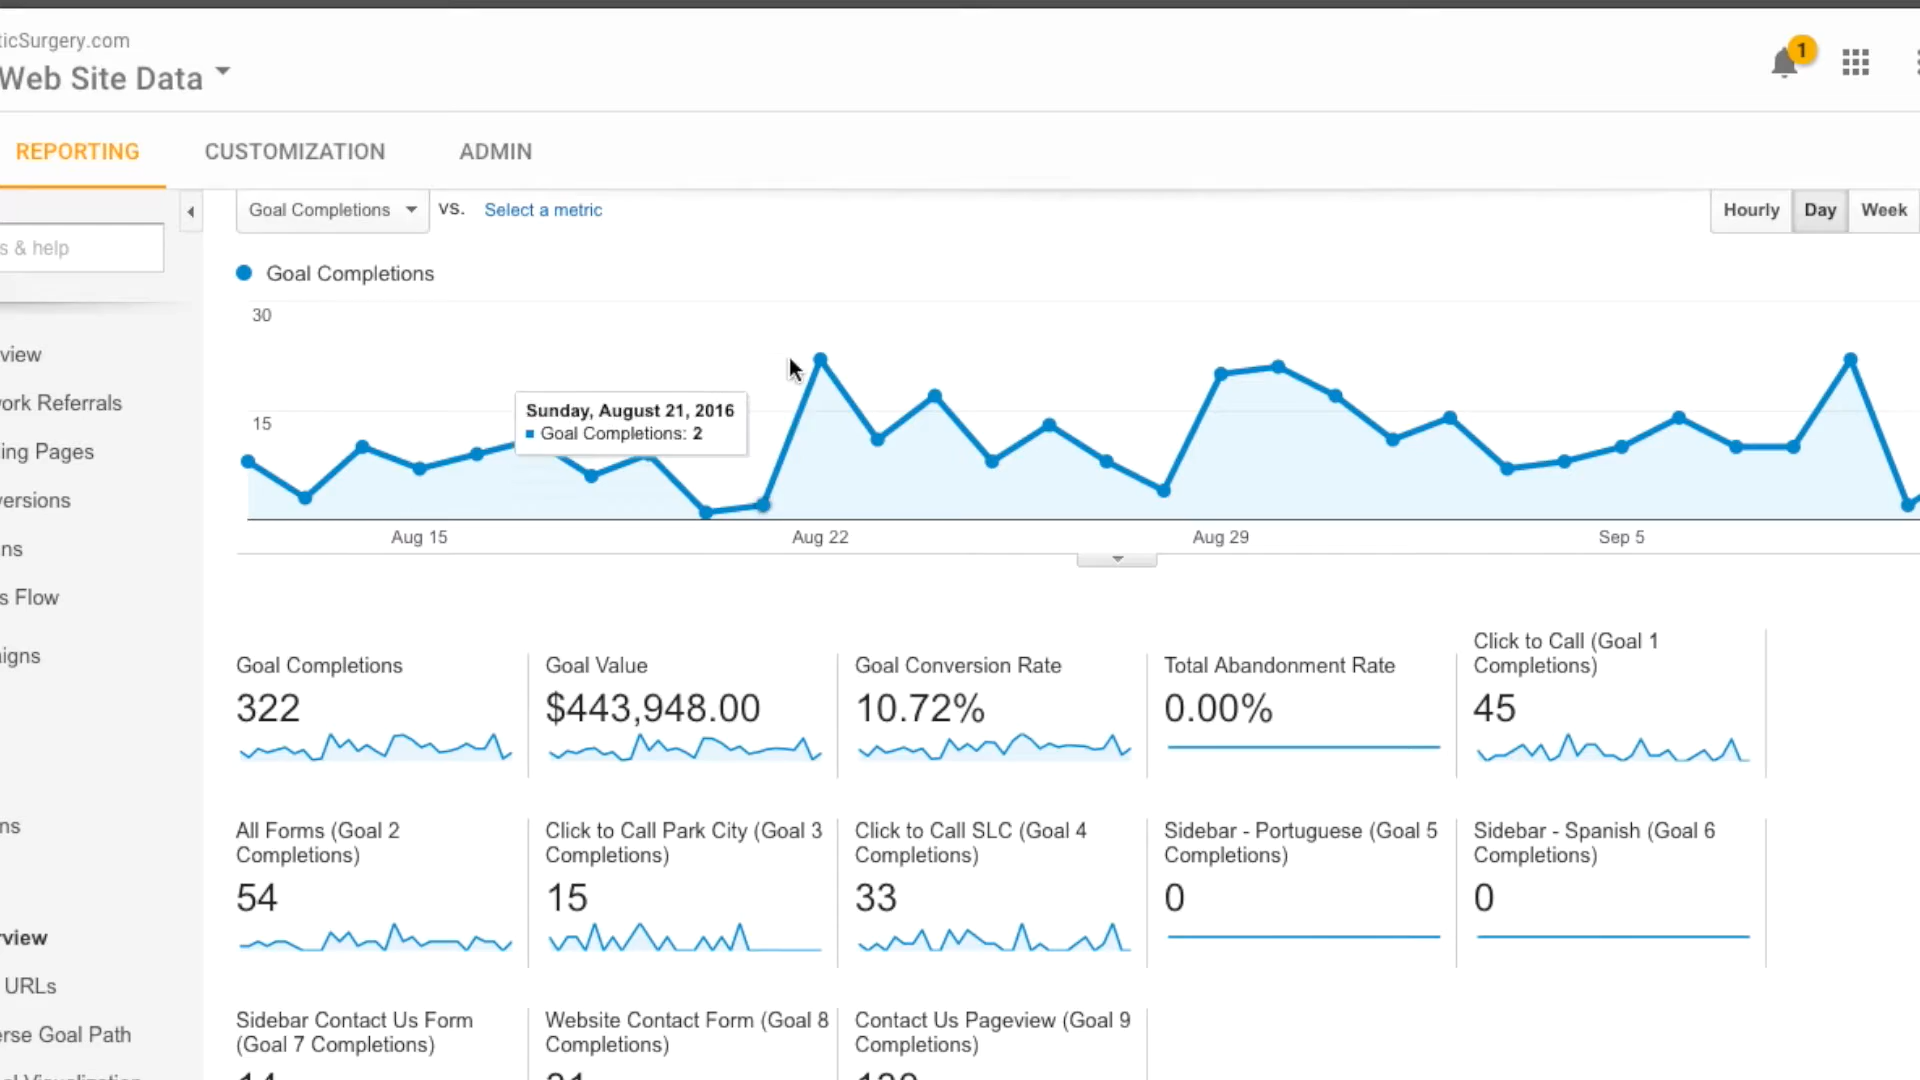 ticSurgery.com
Web Site Data
1
REPORTING CUSTOMIZATION ADMIN
Goal Completions VS. Select a metric
Hourly Day Week
s & help
Goal Completions
30
15
Sunday, August 21, 2016
Goal Completions: 2
Aug 15 Aug 22 Aug 29 Sep 5
view
ork Referrals
ing Pages
versions
ns
s Flow
aigns
ns
rview
URLs
erse Goal Path
Goal Completions
322
Goal Value
$443,948.00
Goal Conversion Rate
10.72%
Total Abandonment Rate
0.00%
Click to Call (Goal 1
Completions)
45
All Forms (Goal 2
Completions)
54
Click to Call Park City (Goal 3
Completions)
15
Click to Call SLC (Goal 4
Completions)
33
Sidebar - Portuguese (Goal 5
Completions)
0
Sidebar - Spanish (Goal 6
Completions)
0
Sidebar Contact Us Form
(Goal 7 Completions)
Website Contact Form (Goal 8
Completions)
Contact Us Pageview (Goal 9
Completions)